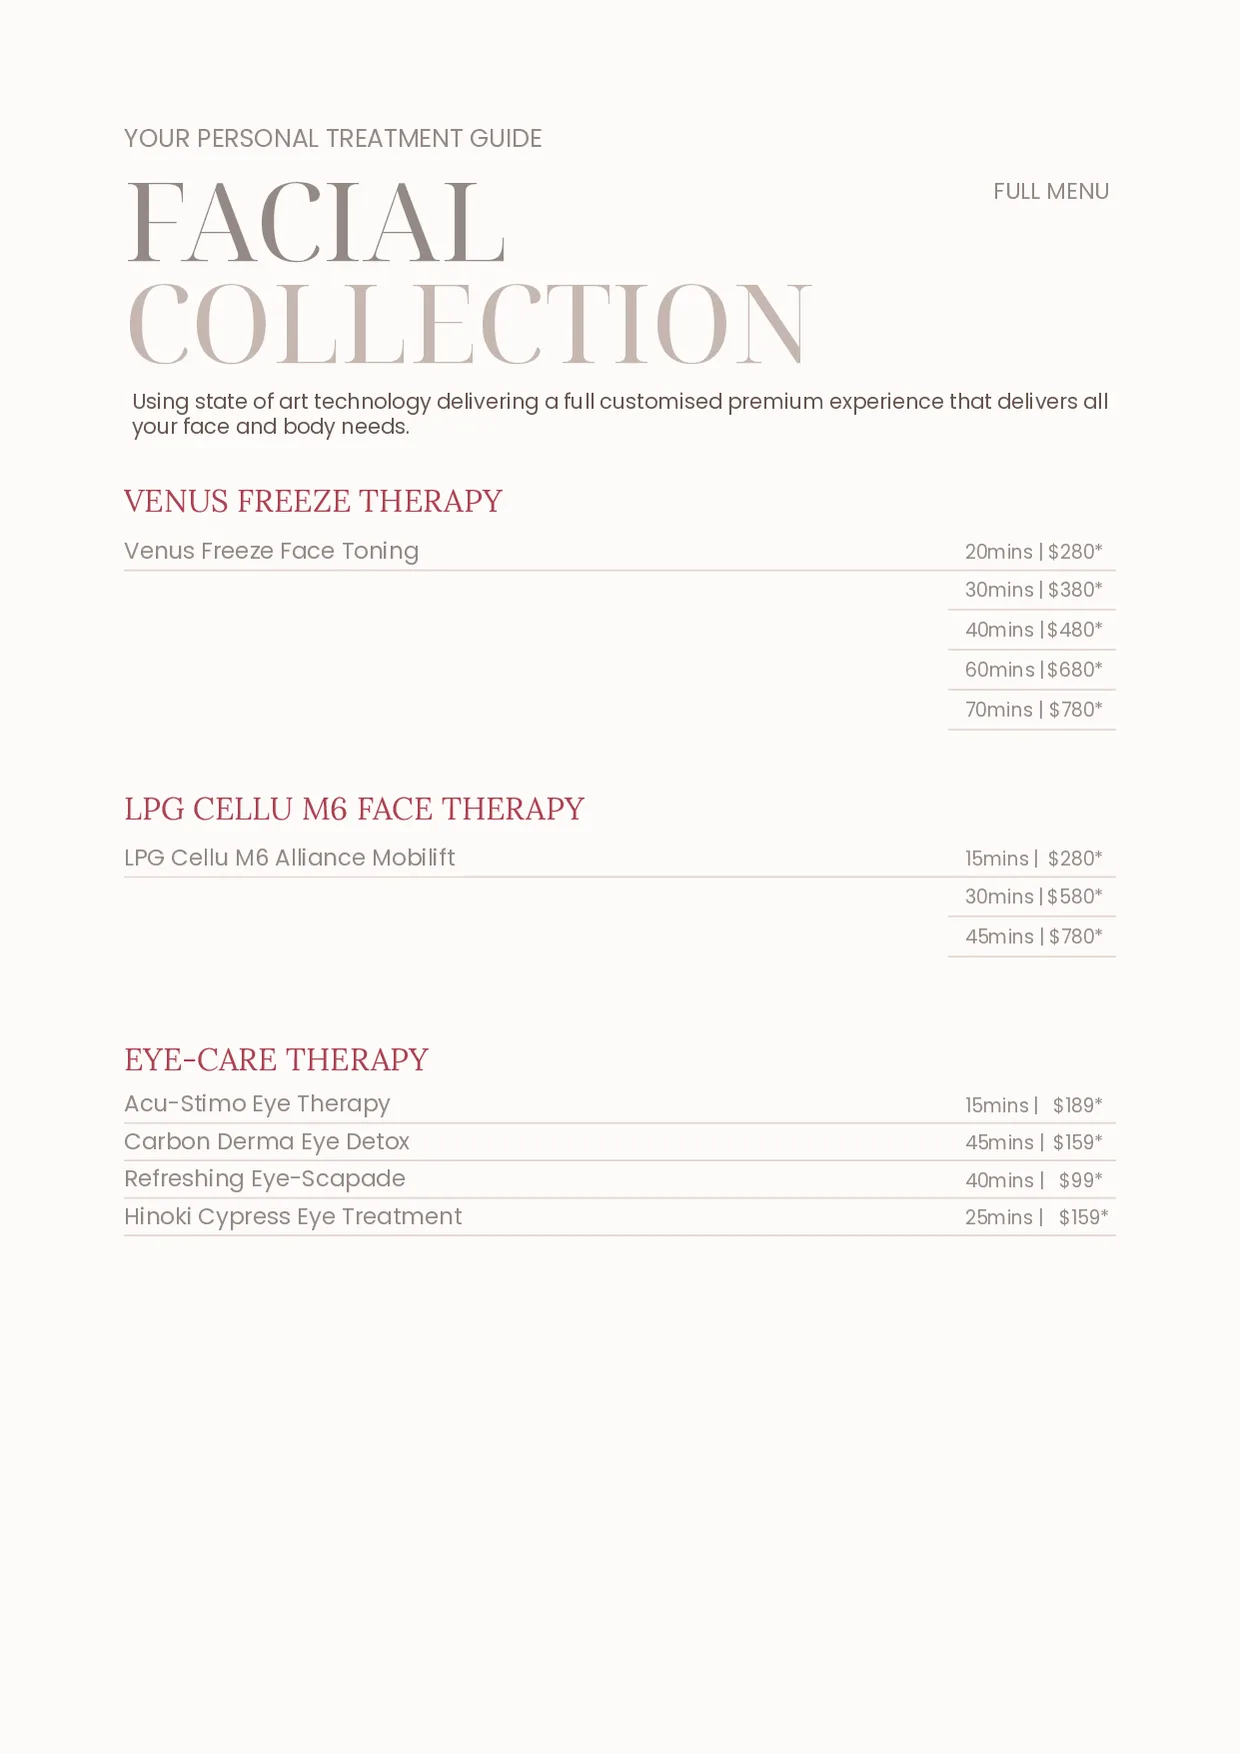 YOUR PERSONAL TREATMENT GUIDE
FACIAL
FULL MENU
COLLECTION
Using state of art technology delivering a full customised premium experience that delivers all
your face and body needs.
VENUS FREEZE THERAPY
Venus Freeze Face Toning 20mins | $280*
30mins | $380*
40mins | $480*
60mins | $680*
70mins | $780*
LPG CELLU M6 FACE THERAPY
LPG Cellu M6 Alliance Mobilift 15mins | $280*
30mins | $580*
45mins | $780*
EYE-CARE THERAPY
Acu-Stimo Eye Therapy 15mins | $189*
Carbon Derma Eye Detox 45mins | $159*
Refreshing Eye-Scapade 40mins | $99*
Hinoki Cypress Eye Treatment 25mins | $159*